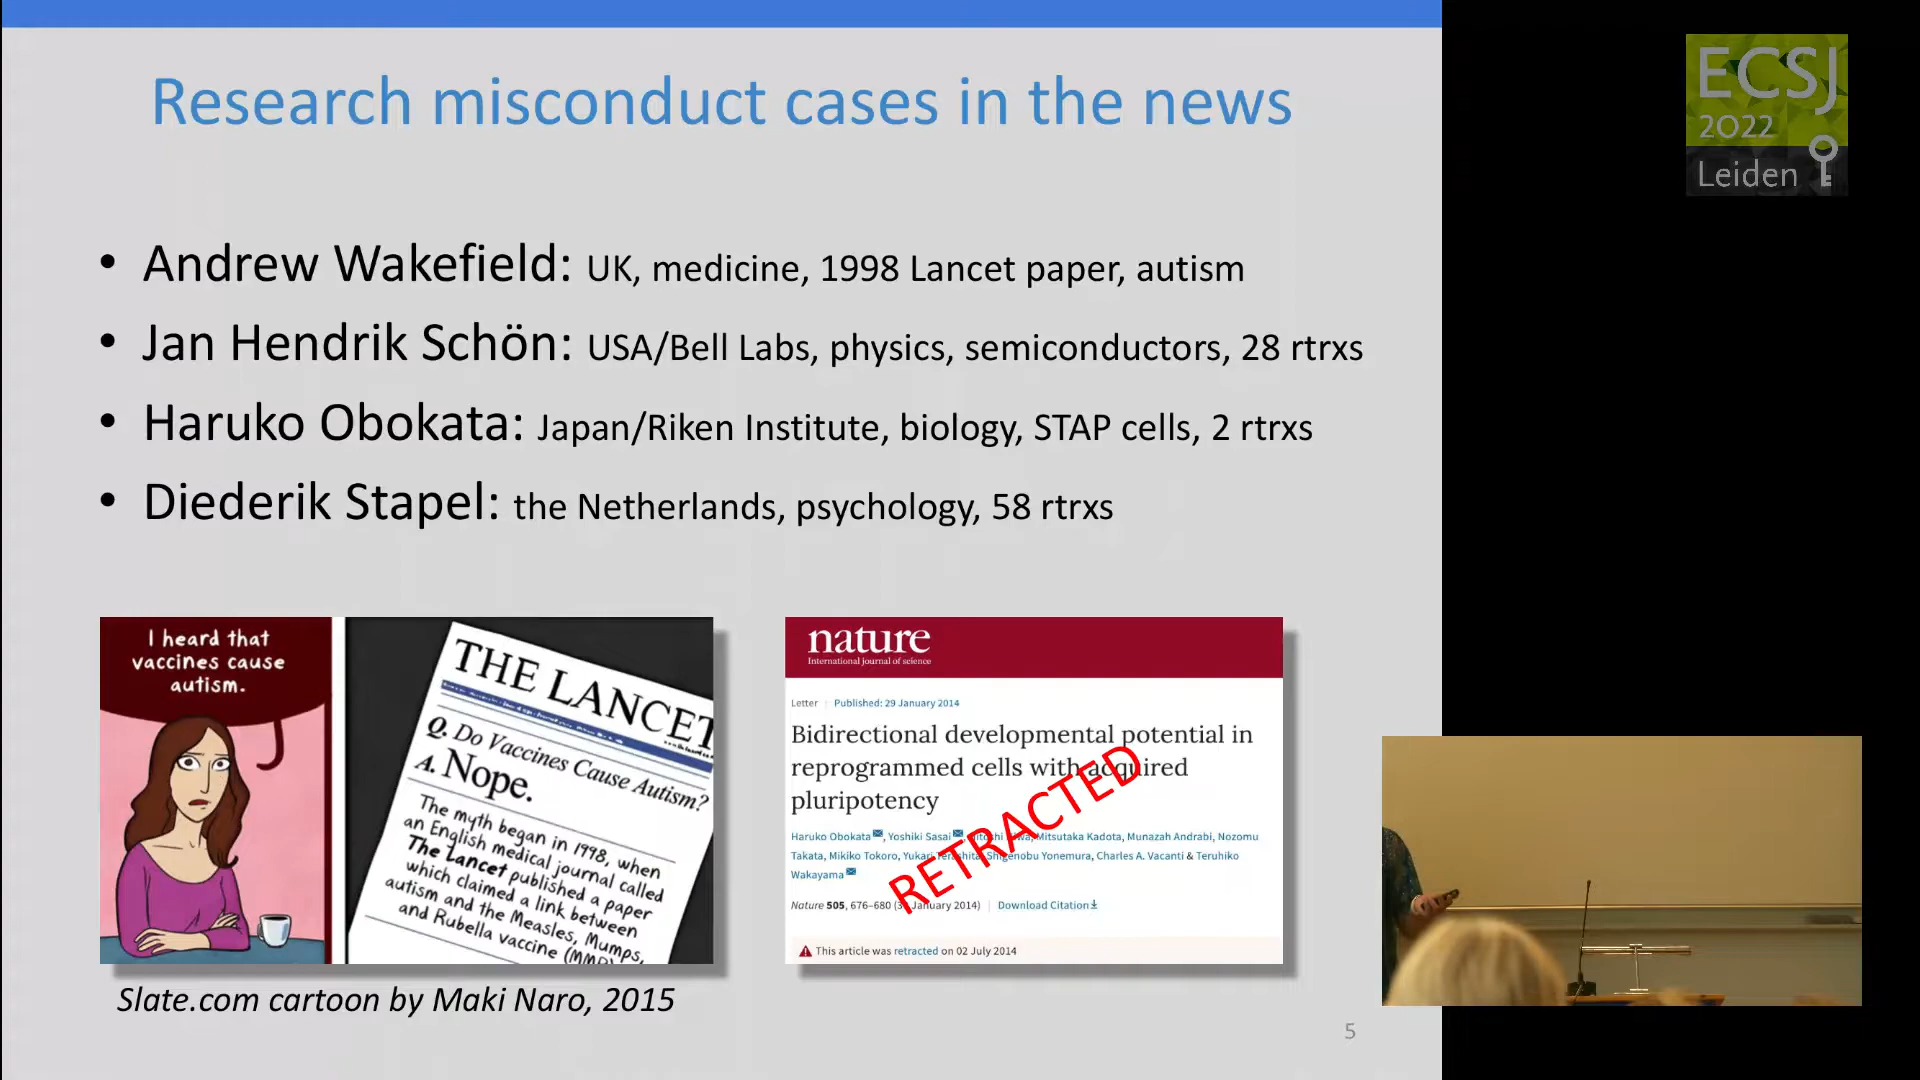 Research misconduct cases in the news
• Andrew Wakefield: UK, medicine, 1998 Lancet paper, autism
• Jan Hendrik Schön: USA/Bell Labs, physics, semiconductors, 28 rtrxs
• Haruko Obokata: Japan/Riken Institute, biology, STAP cells, 2 rtrxs
• Diederik Stapel: the Netherlands, psychology, 58 rtrxs
I heard that
vaccines cause
autism.
THE LANCET
Q. Do Vaccines Cause Autism?
A. Nope.
The myth began in 1998, when
an English medical journal called
The Lancet published a paper
which claimed a link between
autism and the Measles, Mumps,
and Rubella vaccine (MMR),
Slate.com cartoon by Maki Naro, 2015
nature
International journal of science
Letter | Published: 29 January 2014
Bidirectional developmental potential in
reprogrammed cells with acquired
pluripotency
RETRACTED
Haruko Obokata, Yoshiki Sasai, Mitsutaka Kadota, Munazah Andrabi, Nozomu
Takata, Mikiko Tokoro, Yukari Terashita, Shigenobu Yonemura, Charles A. Vacanti & Teruhiko
Wakayama
Nature 505, 676–680 (January 2014) | Download Citation
This article was retracted on 02 July 2014
5
ECSJ
2022
Leiden